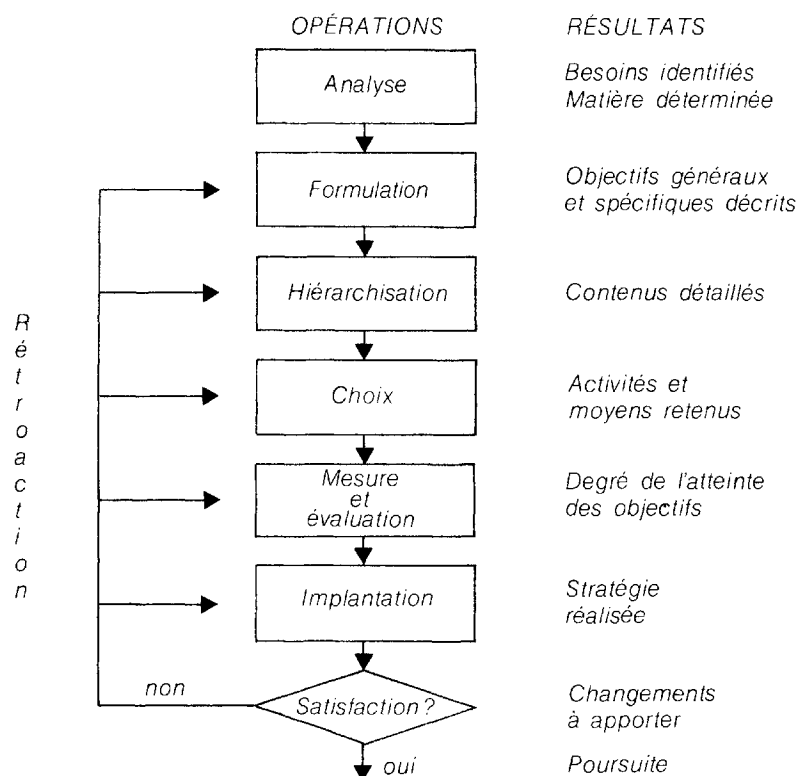 OPÉRATIONS RÉSULTATS
Analyse
Besoins identifiés
Matière déterminée
Formulation
Objectifs généraux
et spécifiques décrits
Hiérarchisation
Contenus détaillés
Rétroaction
Choix
Activités et
moyens retenus
Mesure
et
évaluation
Degré de l'atteinte
des objectifs
Implantation
Stratégie
réalisée
non
Satisfaction ?
Changements
à apporter
oui
Poursuite